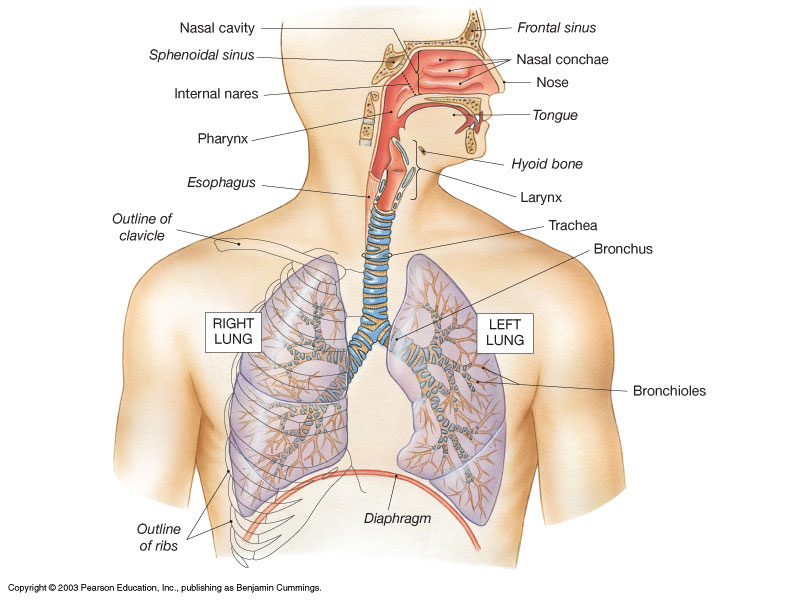 Nasal cavity
Sphenoidal sinus
Internal nares
Pharynx
Esophagus
Outline of
clavicle
Frontal sinus
Nasal conchae
Nose
Tongue
Hyoid bone
Larynx
Trachea
Bronchus
RIGHT
LUNG
LEFT
LUNG
Bronchioles
Diaphragm
Outline
of ribs
Copyright © 2003 Pearson Education, Inc., publishing as Benjamin Cummings.